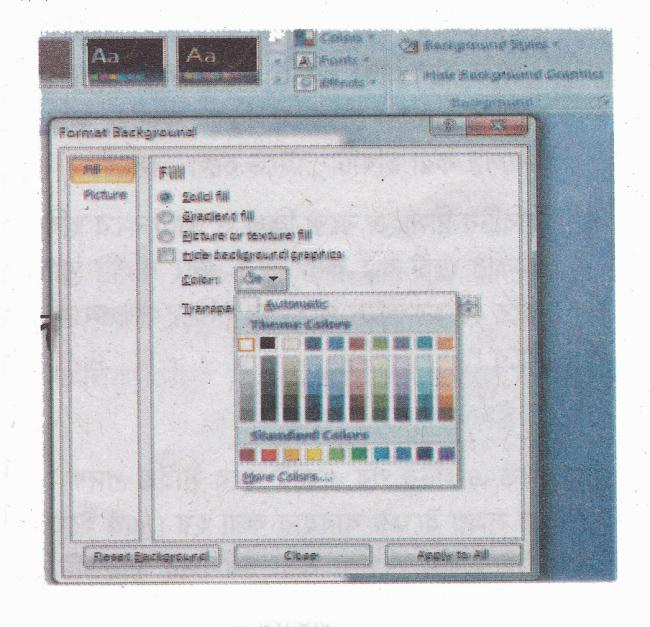 Aa Aa
Colors
Fonts
Effects
Background Styles
Hide Background Graphics
Background
Format Background
Fill
Picture
Fill
Solid fill
Gradient fill
Picture or texture fill
Hide background graphics
Color:
Transpar
Automatic
Theme Colors
Standard Colors
More Colors...
Reset Background
Close
Apply to All